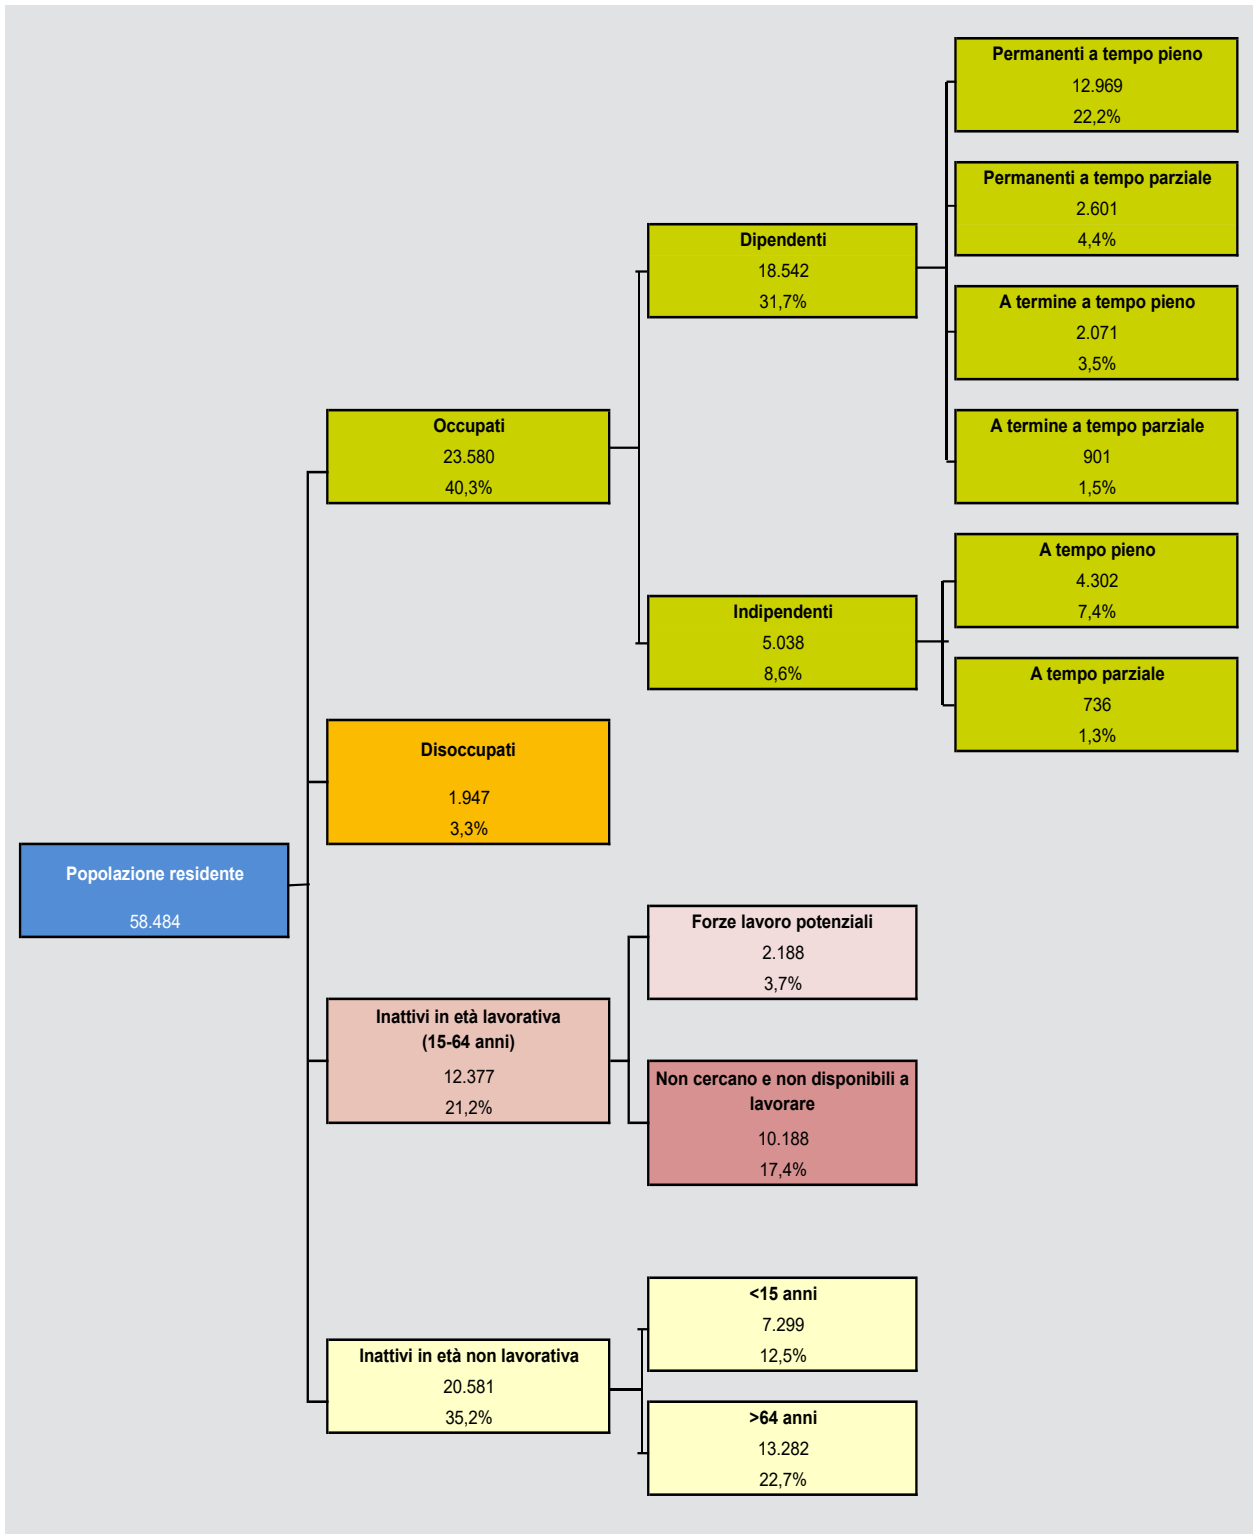 Popolazione residente
58.484
Occupati
23.580
40,3%
Dipendenti
18.542
31,7%
Permanenti a tempo pieno
12.969
22,2%
Permanenti a tempo parziale
2.601
4,4%
A termine a tempo pieno
2.071
3,5%
A termine a tempo parziale
901
1,5%
Indipendenti
5.038
8,6%
A tempo pieno
4.302
7,4%
A tempo parziale
736
1,3%
Disoccupati
1.947
3,3%
Inattivi in età lavorativa
(15-64 anni)
12.377
21,2%
Forze lavoro potenziali
2.188
3,7%
Non cercano e non disponibili a
lavorare
10.188
17,4%
Inattivi in età non lavorativa
20.581
35,2%
<15 anni
7.299
12,5%
>64 anni
13.282
22,7%